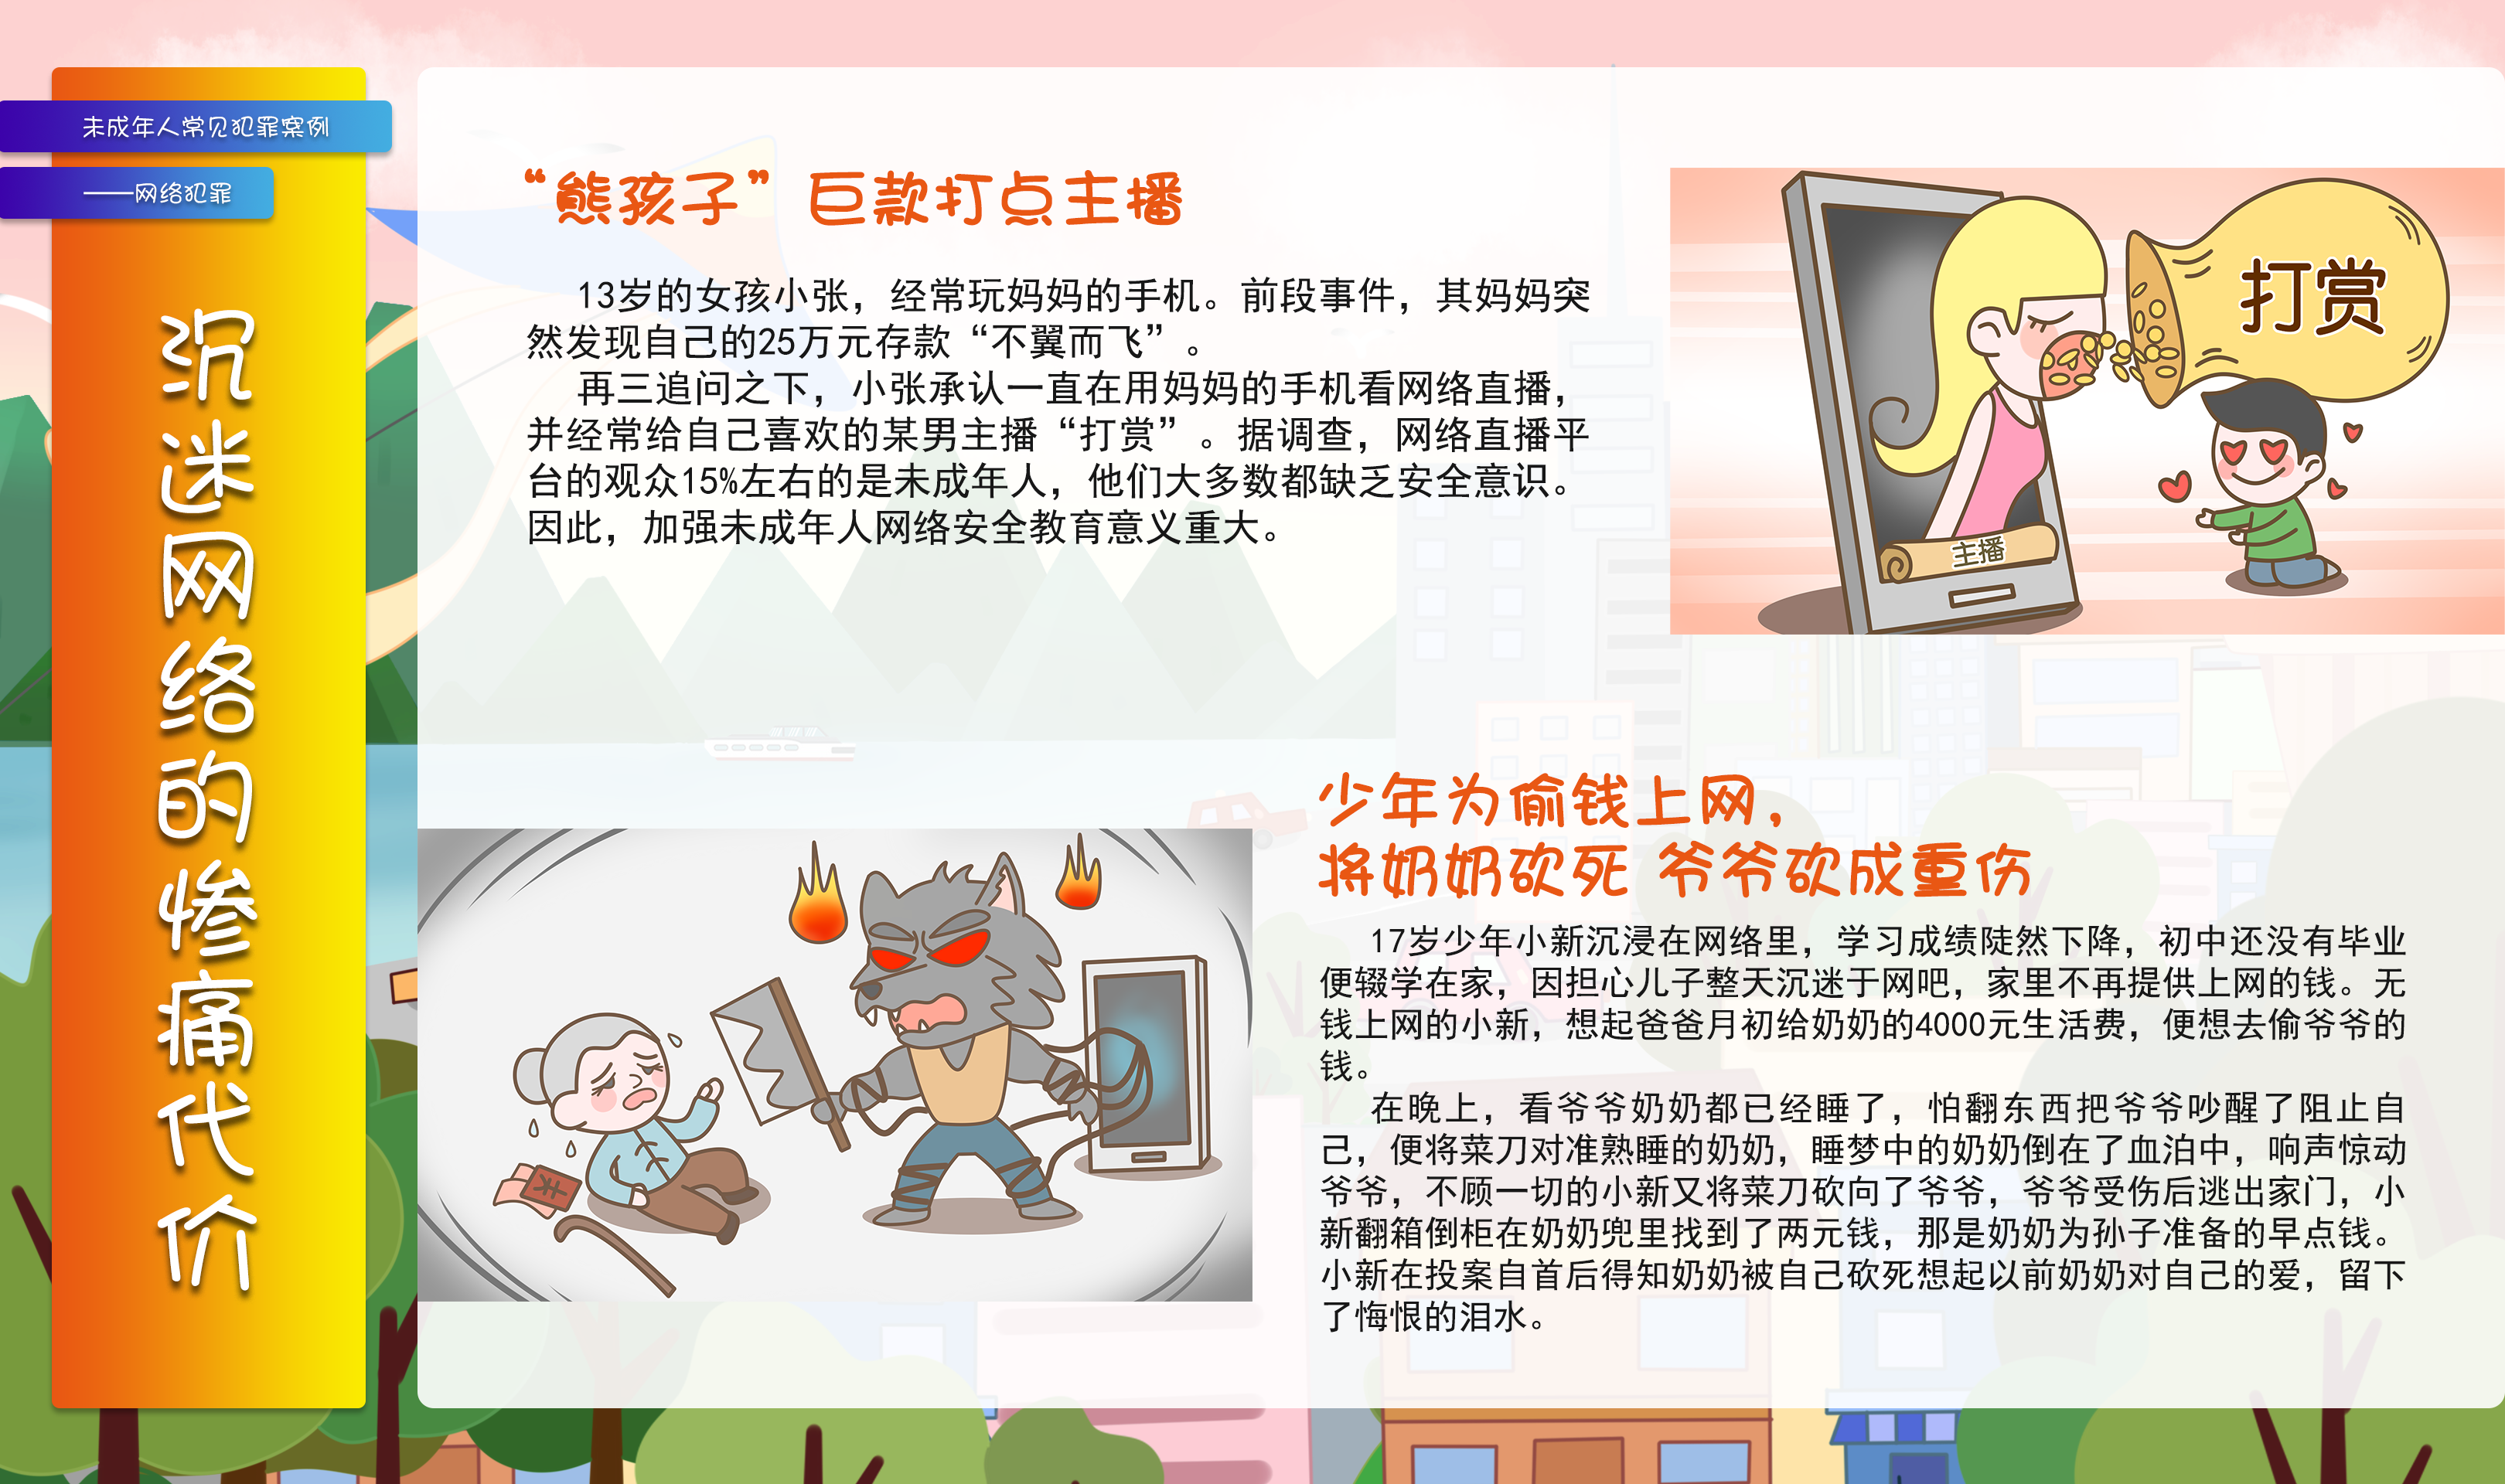 未成年人常见犯罪案例
——网络犯罪
沉迷网络的惨痛代价
“熊孩子”巨款打点主播
13岁的女孩小张，经常玩妈妈的手机。前段事件，其妈妈突
然发现自己的25万元存款“不翼而飞”。
再三追问之下，小张承认一直在用妈妈的手机看网络直播，
并经常给自己喜欢的某男主播“打赏”。据调查，网络直播平
台的观众15%左右的是未成年人，他们大多数都缺乏安全意识。
因此，加强未成年人网络安全教育意义重大。
打赏
主播
少年为偷钱上网，
将奶奶砍死 爷爷砍成重伤
17岁少年小新沉浸在网络里，学习成绩陡然下降，初中还没有毕业
便辍学在家，因担心儿子整天沉迷于网吧，家里不再提供上网的钱。无
钱上网的小新，想起爸爸月初给奶奶的4000元生活费，便想去偷爷爷的
钱。
在晚上，看爷爷奶奶都已经睡了，怕翻东西把爷爷吵醒了阻止自
己，便将菜刀对准熟睡的奶奶，睡梦中的奶奶倒在了血泊中，响声惊动
爷爷，不顾一切的小新又将菜刀砍向了爷爷，爷爷受伤后逃出家门，小
新翻箱倒柜在奶奶兜里找到了两元钱，那是奶奶为孙子准备的早点钱。
小新在投案自首后得知奶奶被自己砍死想起以前奶奶对自己的爱，留下
了悔恨的泪水。